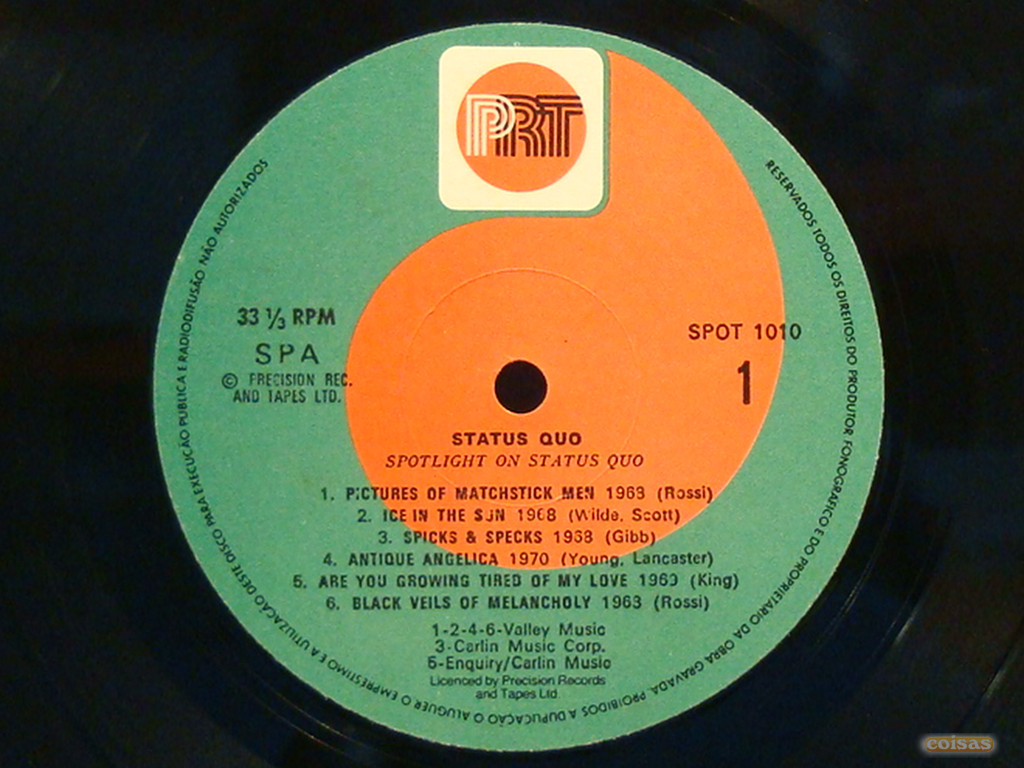 PRT
RESERVADOS TODOS OS DIREITOS DO PRODUTOR FONOGRÁFICO E DO PROPRIETÁRIO DA OBRA GRAVADA. PROIBIDOS A DUPLICAÇÃO O ALUGUER O EMPRÉSTIMO E A UTILIZAÇÃO DESTE DISCO PARA EXECUÇÃO PÚBLICA E RADIODIFUSÃO NÃO AUTORIZADOS
33 1/3 RPM
SPA
© PRECISION REC.
AND TAPES LTD.
SPOT 1010
1
STATUS QUO
SPOTLIGHT ON STATUS QUO
1. PICTURES OF MATCHSTICK MEN 1968 (Rossi)
2. ICE IN THE SUN 1968 (Wilde, Scott)
3. SPICKS & SPECKS 1968 (Gibb)
4. ANTIQUE ANGELICA 1970 (Young, Lancaster)
5. ARE YOU GROWING TIRED OF MY LOVE 1969 (King)
6. BLACK VEILS OF MELANCHOLY 1968 (Rossi)
1-2-4-6-Valley Music
3-Carlin Music Corp.
5-Enquiry/Carlin Music
Licenced by Precision Records
and Tapes Ltd
coisas